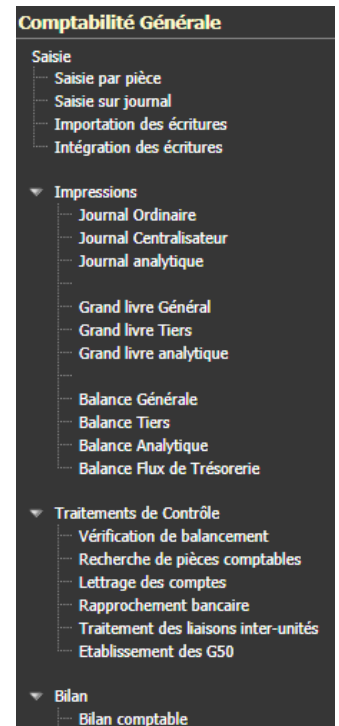 Comptabilité Générale
Saisie
Saisie par pièce
Saisie sur journal
Importation des écritures
Intégration des écritures
Impressions
Journal Ordinaire
Journal Centralisateur
Journal analytique
Grand livre Général
Grand livre Tiers
Grand livre analytique
Balance Générale
Balance Tiers
Balance Analytique
Balance Flux de Trésorerie
Traitements de Contrôle
Vérification de balancement
Recherche de pièces comptables
Lettrage des comptes
Rapprochement bancaire
Traitement des liaisons inter-unités
Etablissement des G50
Bilan
Bilan comptable